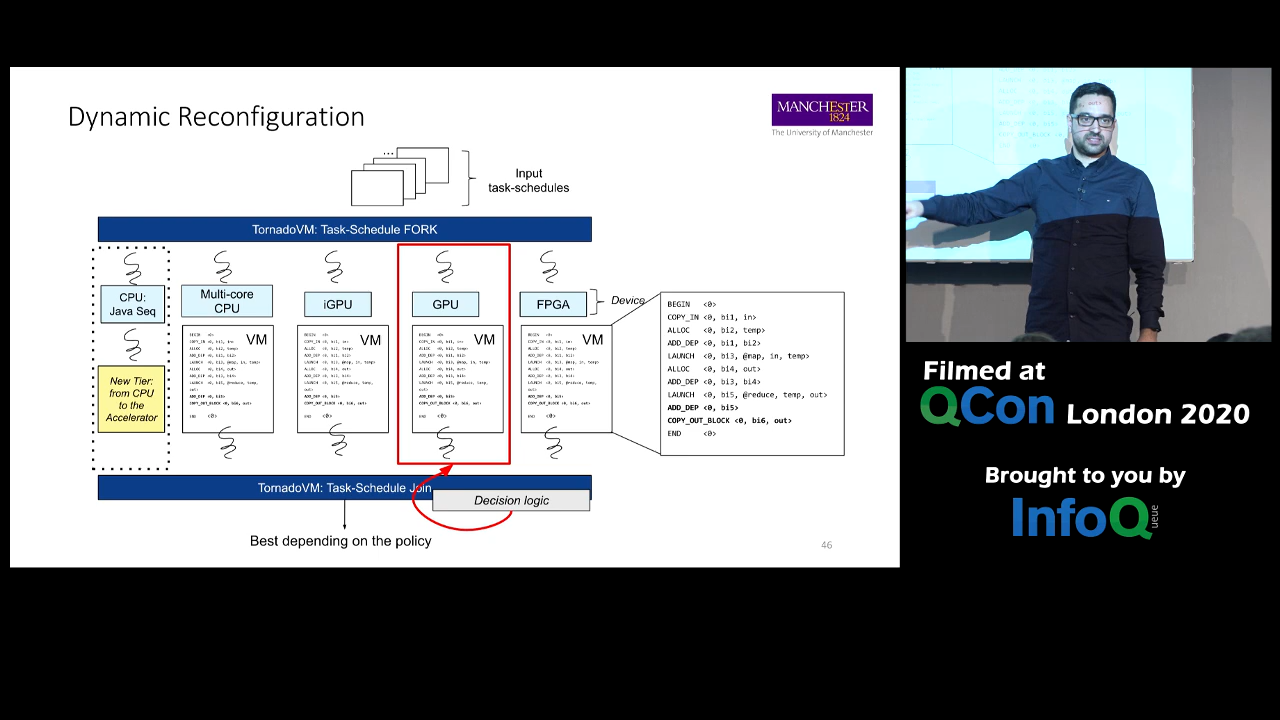 Dynamic Reconfiguration
MANCHESTER
1824
The University of Manchester
...
Input
task-schedules
TornadoVM: Task-Schedule FORK
CPU:
Java Seq
Multi-core
CPU
iGPU
GPU
FPGA
Device
New Tier:
from CPU
to the
Accelerator
VM
VM
VM
VM
BEGIN <0>
COPY_IN <0, bi1, in>
ALLOC <0, bi2, temp>
ADD_DEP <0, bi1, bi2>
LAUNCH <0, bi3, @map, in, temp>
ALLOC <0, bi4, out>
ADD_DEP <0, bi3, bi4>
LAUNCH <0, bi5, @reduce, temp, out>
ADD_DEP <0, bi5>
COPY_OUT_BLOCK <0, bi6, out>
END <0>
TornadoVM: Task-Schedule Join
Decision logic
Best depending on the policy
46
Filmed at
QCon London 2020
Brought to you by
InfoQ
ueue